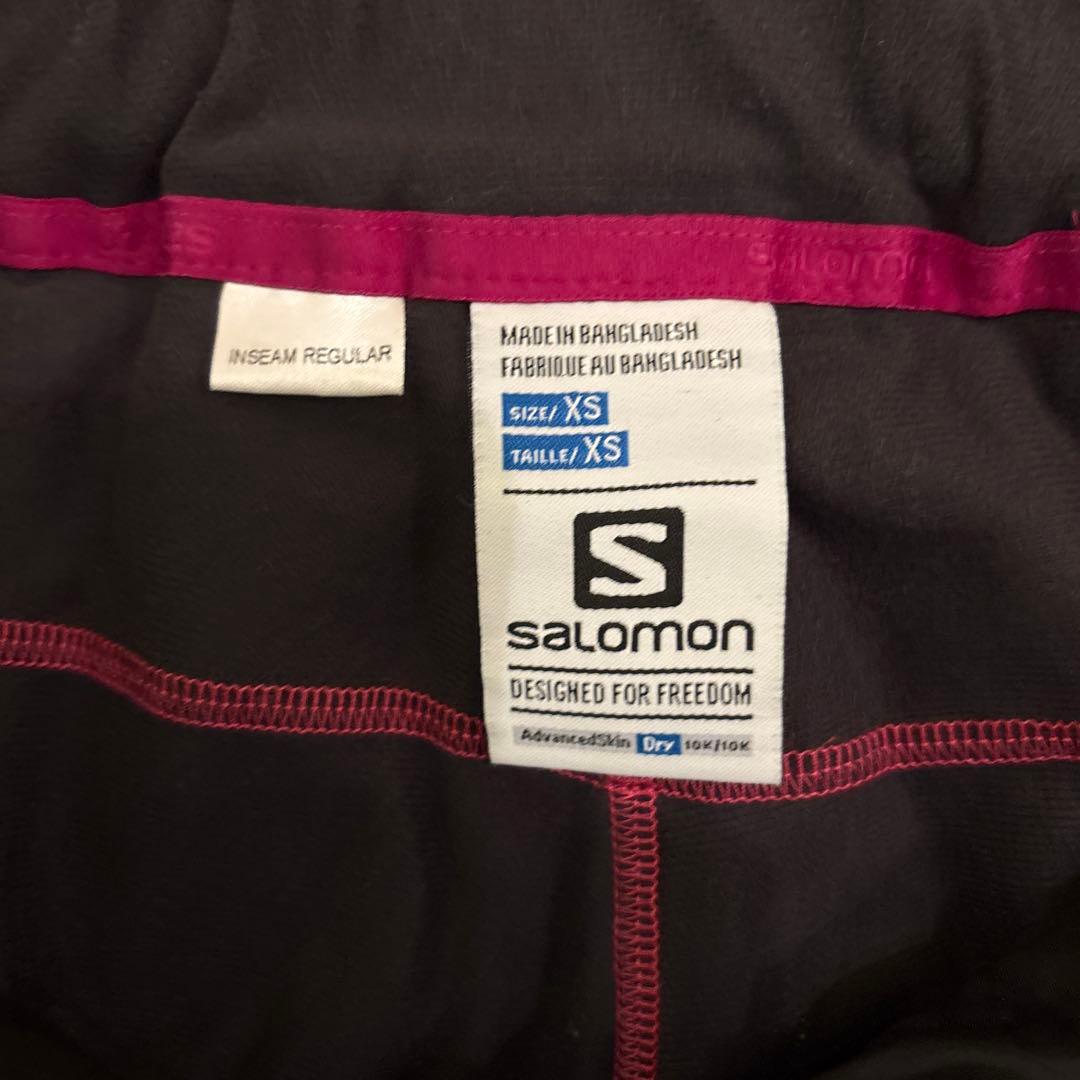 salomon
INSEAM REGULAR
MADE IN BANGLADESH
FABRIQUE AU BANGLADESH
SIZE/ XS
TAILLE/ XS
S
salomon
DESIGNED FOR FREEDOM
AdvancedSkin Dry 10K/10K